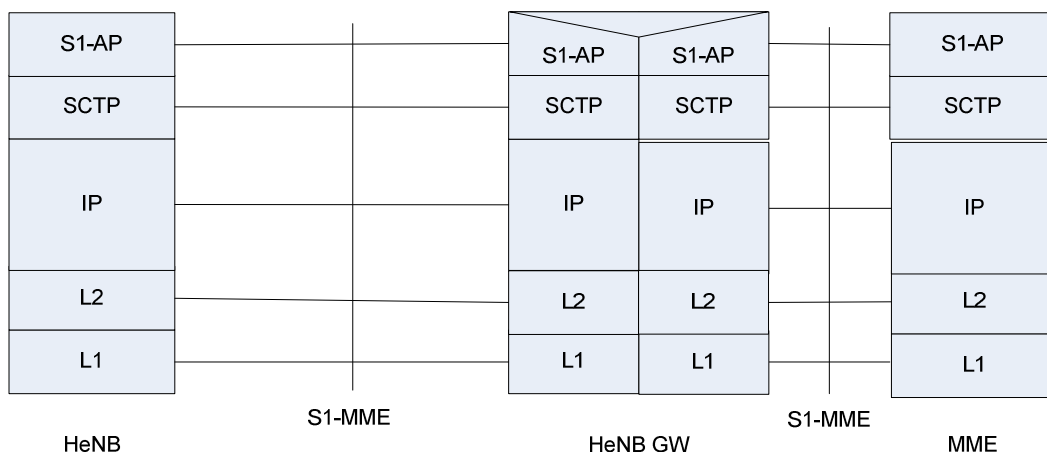 S1-AP S1-AP S1-AP S1-AP
SCTP SCTP SCTP SCTP
IP IP IP IP
L2 L2 L2 L2
L1 L1 L1 L1
S1-MME S1-MME
HeNB HeNB GW MME